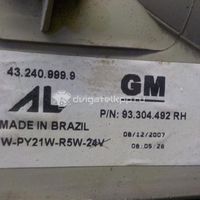 43.240.999.9
GM
AL
P/N: 93.304.492 RH
MADE IN BRAZIL
08/12/2007
W-PY21W-R5W-24V
08:05:28